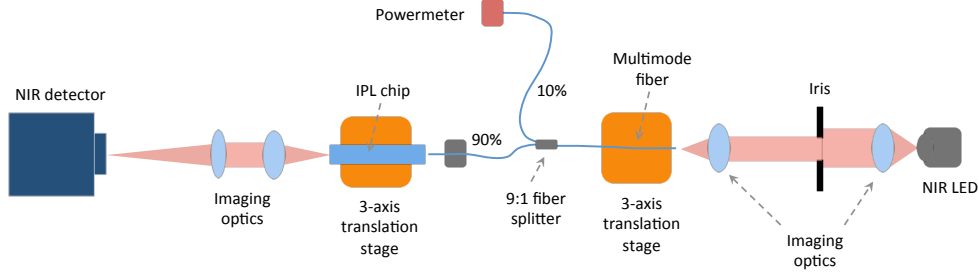 Powermeter
NIR detector
IPL chip
10%
Multimode
fiber
Iris
90%
Imaging
optics
3-axis
translation
stage
9:1 fiber
splitter
3-axis
translation
stage
Imaging
optics
NIR LED